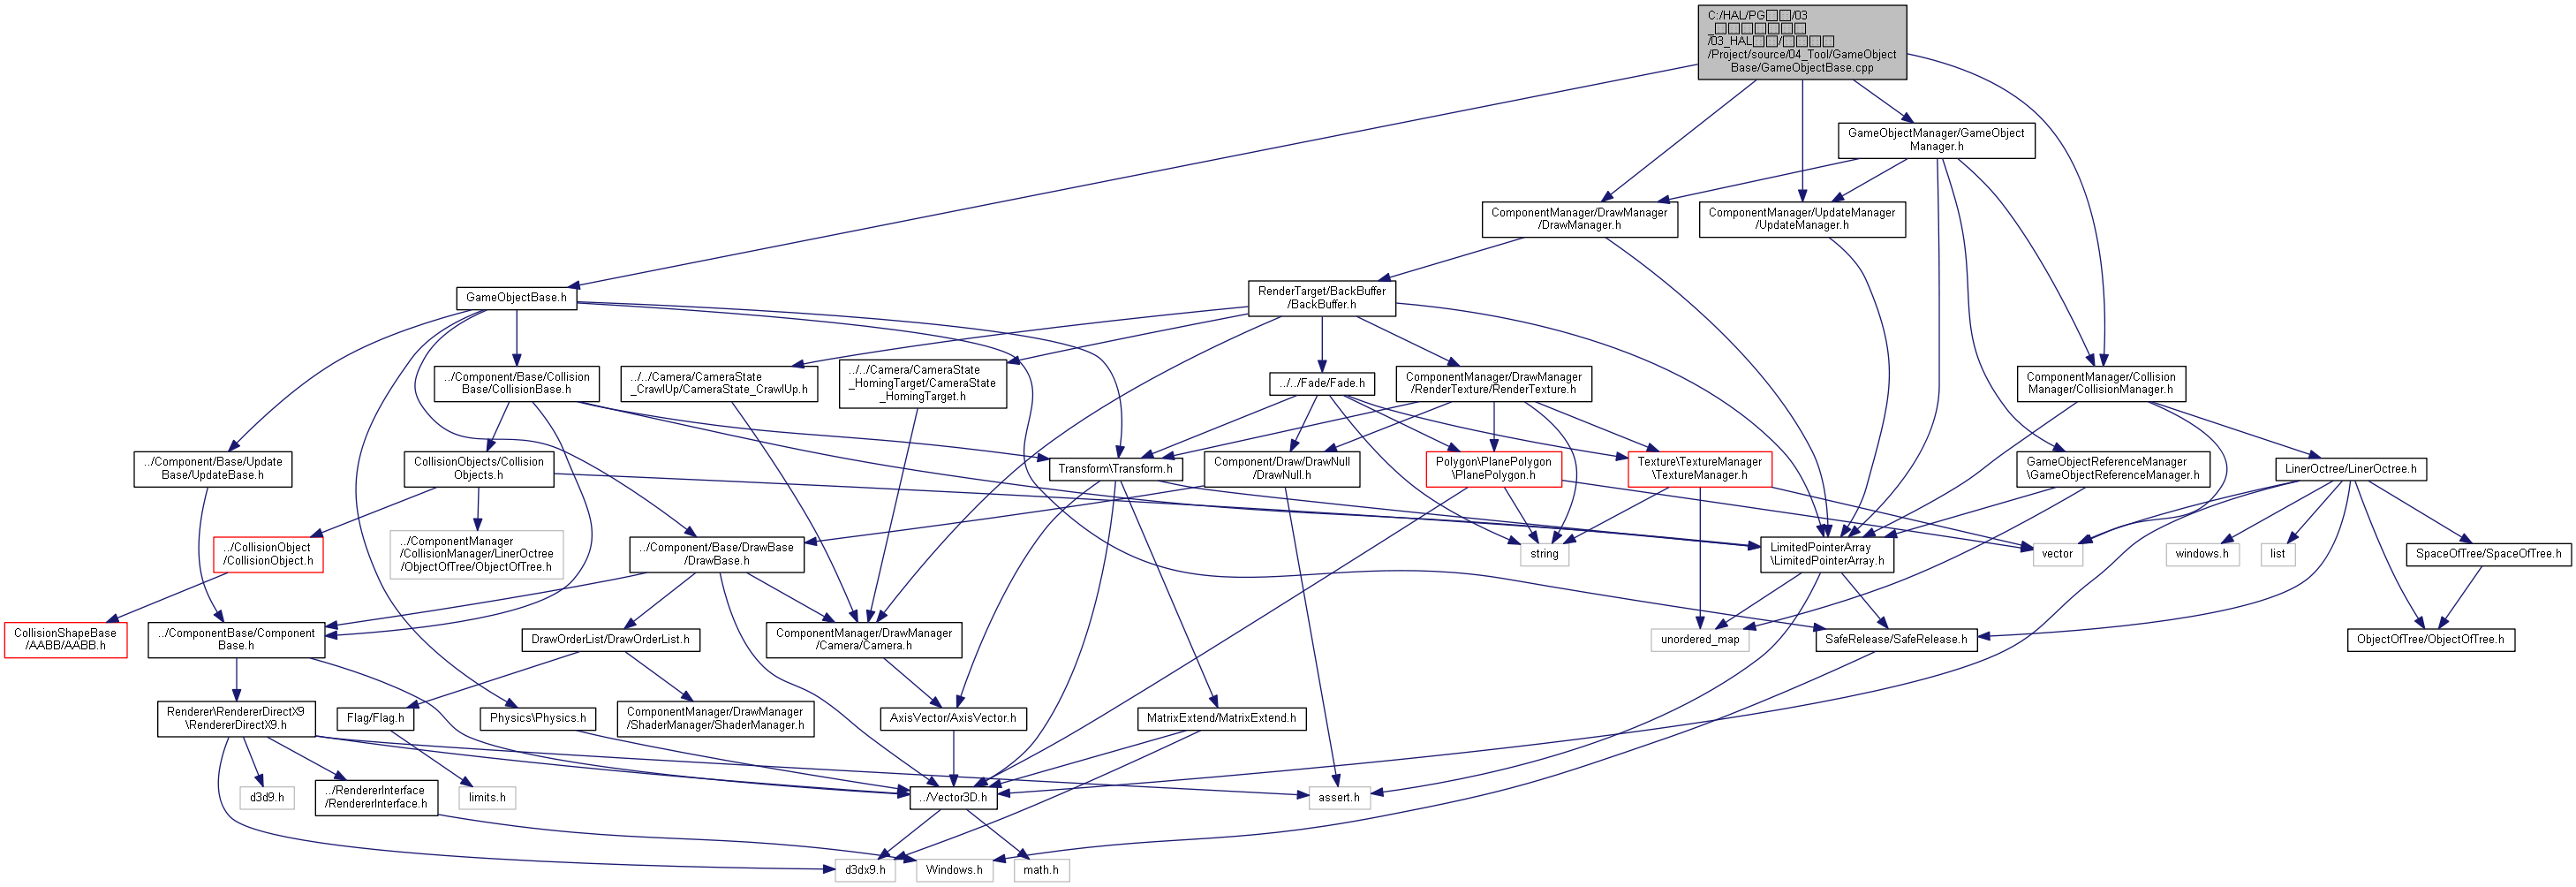 C:/HAL/PG□□/03
_□□□□□□□
/03_HAL□□/□□□□
/Project/source/04_Tool/GameObject
Base/GameObjectBase.cpp
GameObjectManager/GameObject
Manager.h
ComponentManager/DrawManager
/DrawManager.h
ComponentManager/UpdateManager
/UpdateManager.h
GameObjectBase.h
RenderTarget/BackBuffer
/BackBuffer.h
../Component/Base/Collision
Base/CollisionBase.h
../../Camera/CameraState
_CrawlUp/CameraState_CrawlUp.h
../../Camera/CameraState
_HomingTarget/CameraState
_HomingTarget.h
../../Fade/Fade.h
ComponentManager/DrawManager
/RenderTexture/RenderTexture.h
ComponentManager/Collision
Manager/CollisionManager.h
../Component/Base/Update
Base/UpdateBase.h
CollisionObjects/Collision
Objects.h
Transform\Transform.h
Component/Draw/DrawNull
/DrawNull.h
Polygon\PlanePolygon
\PlanePolygon.h
Texture\TextureManager
\TextureManager.h
GameObjectReferenceManager
\GameObjectReferenceManager.h
LinerOctree/LinerOctree.h
../CollisionObject
/CollisionObject.h
../ComponentManager
/CollisionManager/LinerOctree
/ObjectOfTree/ObjectOfTree.h
../Component/Base/DrawBase
/DrawBase.h
string
LimitedPointerArray
\LimitedPointerArray.h
vector
windows.h
list
SpaceOfTree/SpaceOfTree.h
CollisionShapeBase
/AABB/AABB.h
../ComponentBase/Component
Base.h
DrawOrderList/DrawOrderList.h
ComponentManager/DrawManager
/Camera/Camera.h
unordered_map
SafeRelease/SafeRelease.h
ObjectOfTree/ObjectOfTree.h
Renderer\RendererDirectX9
\RendererDirectX9.h
Flag/Flag.h
Physics\Physics.h
ComponentManager/DrawManager
/ShaderManager/ShaderManager.h
AxisVector/AxisVector.h
MatrixExtend/MatrixExtend.h
d3d9.h
../RendererInterface
/RendererInterface.h
limits.h
../Vector3D.h
assert.h
d3dx9.h
Windows.h
math.h